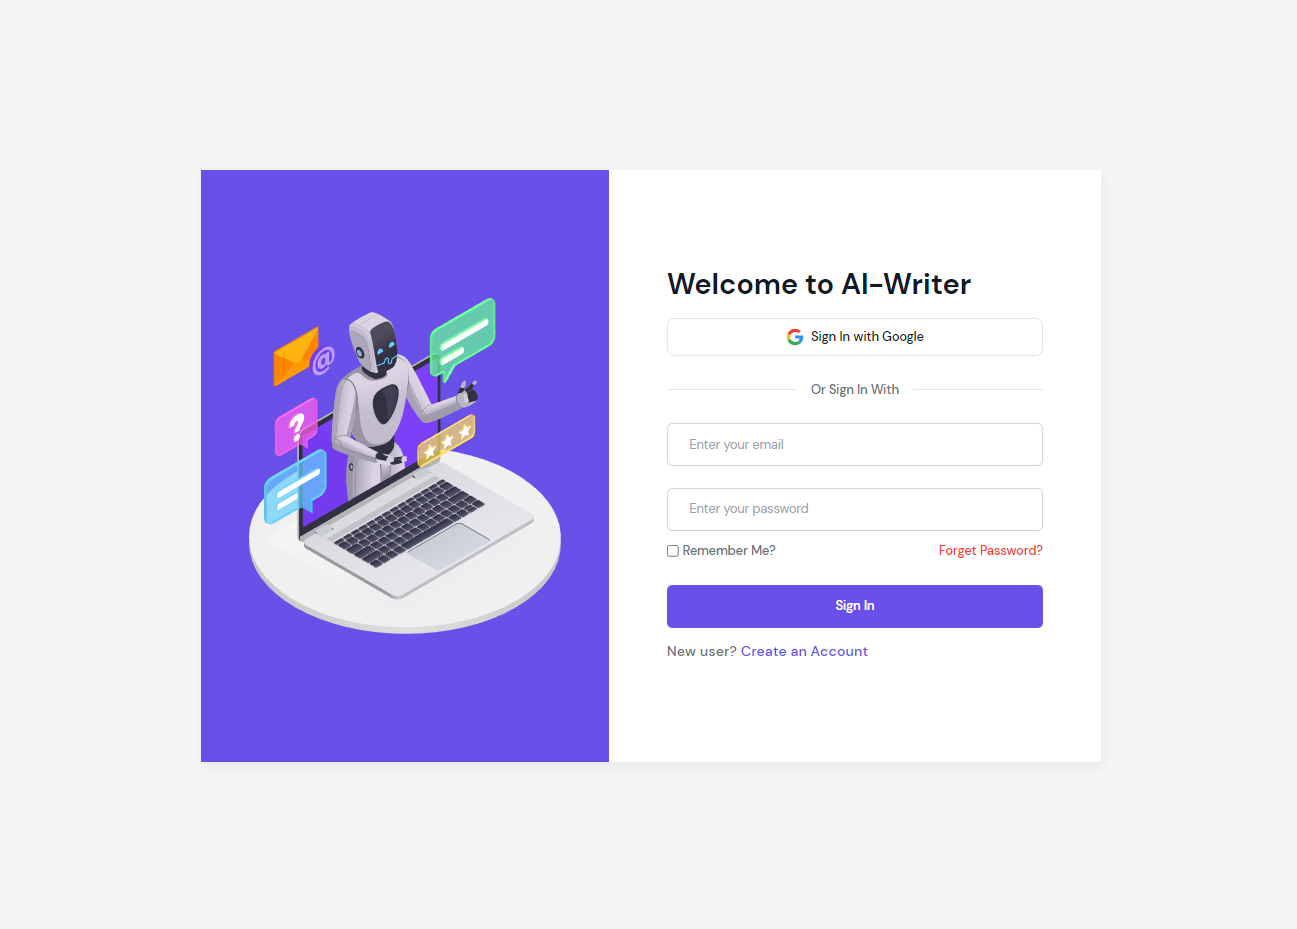 @
?
Welcome to AI-Writer
Sign In with Google
Or Sign In With
Enter your email
Enter your password
Remember Me?
Forget Password?
Sign In
New user? Create an Account